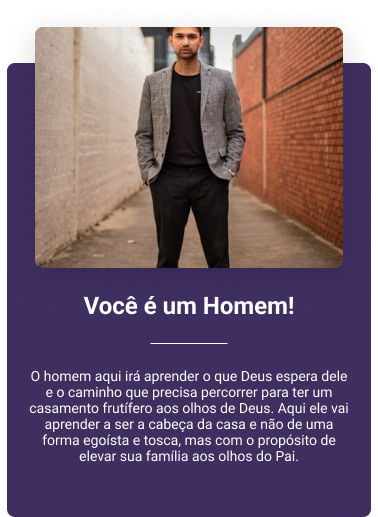 Você é um Homem!
O homem aqui irá aprender o que Deus espera dele
e o caminho que precisa percorrer para ter um
casamento frutífero aos olhos de Deus. Aqui ele vai
aprender a ser a cabeça da casa e não de uma
forma egoísta e tosca, mas com o propósito de
elevar sua família aos olhos do Pai.